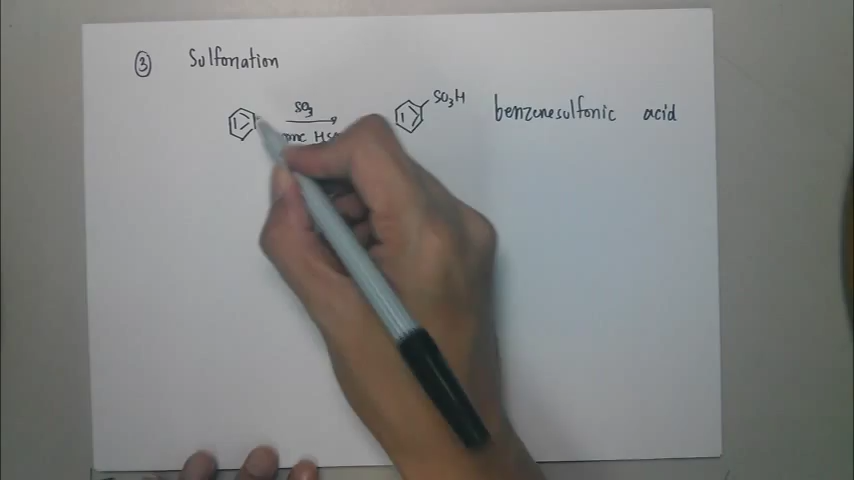 ③ Sulfonation
SO₃
SO₃H benzenesulfonic acid